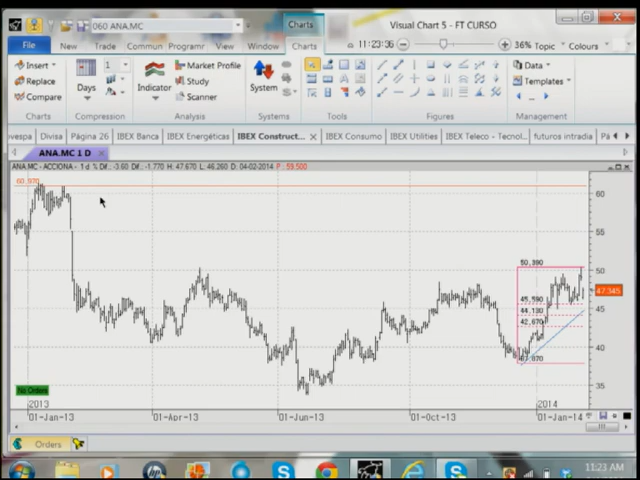 060 ANA.MC
Charts
Visual Chart 5 - FT CURSO
File New Trade Commun Programr View Window Charts 11:23:36 36% Topic Colours
Insert
Replace
Compare
1
Days
Indicator
Market Profile
Study
Scanner
System
Data
Templates
Charts Compression Analysis Systems Tools Figures Management
ovespa Divisa Página 26 IBEX Banca IBEX Energéticas IBEX Construct... IBEX Consumo IBEX Utilities IBEX Teleco - Tecnol... futuros intradia Pá
ANA.MC 1 D
ANA.MC - ACCIONA - 1 d % Dif.: -3.60 Dif.: -1.770 H: 47.670 L: 46.260 04-02-2014 P: 59.500
60.970
60
55
50.390
50
47.345
45.590
45
44.130
42.670
40
35
No Orders
2013 2014
01-Jan-13 01-Apr-13 01-Jun-13 01-Oct-13 01-Jan-14
Orders
11:23 AM